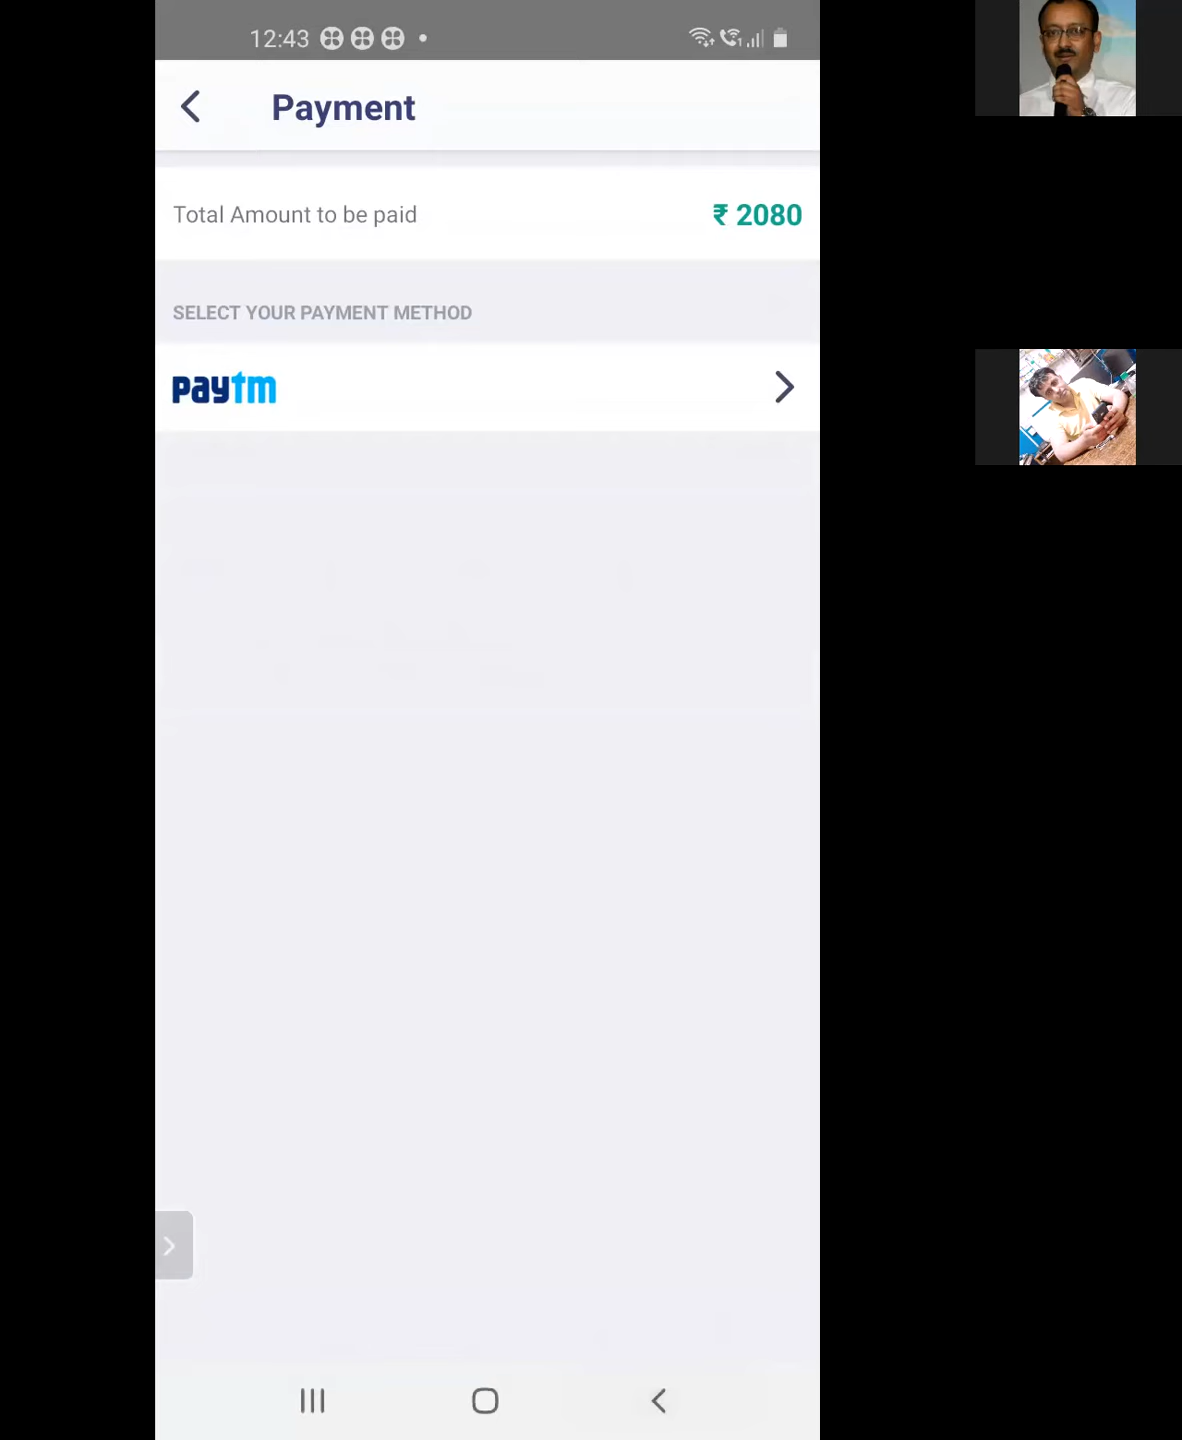 12:43
Payment
Total Amount to be paid
₹ 2080
SELECT YOUR PAYMENT METHOD
paytm